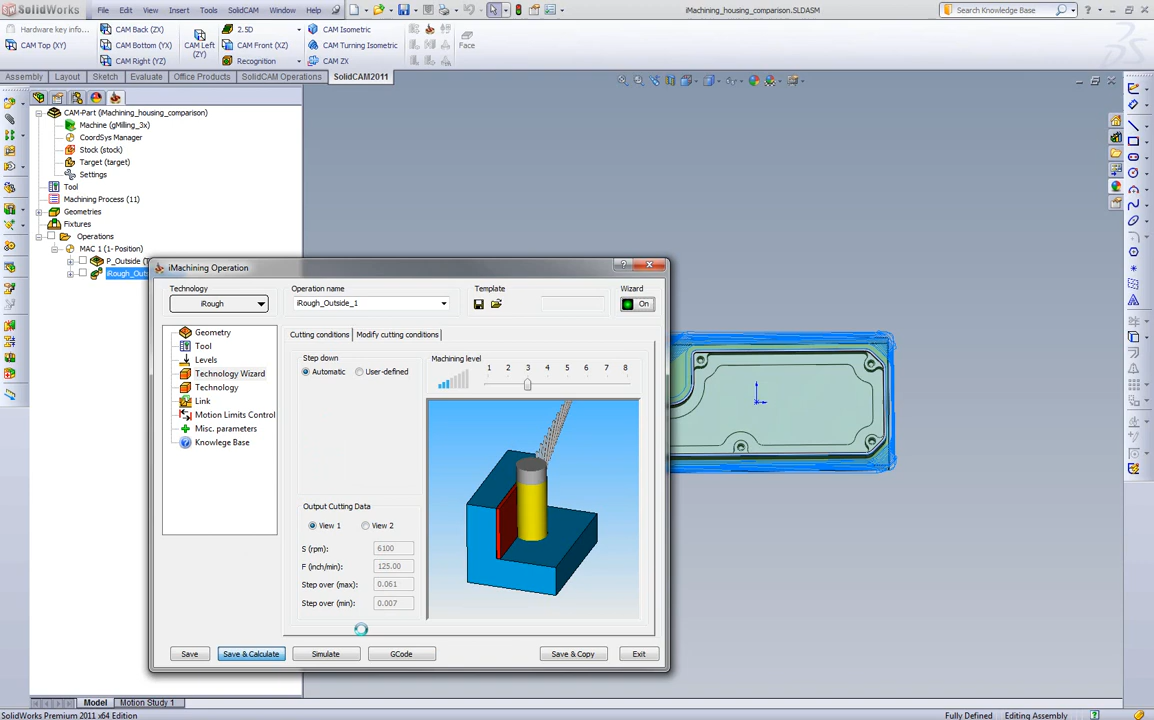 SolidWorks File Edit View Insert Tools SolidCAM Window Help
iMachining_housing_comparison.SLDASM
Search Knowledge Base
Hardware key info...
CAM Top (XY)
CAM Back (ZX)
CAM Bottom (YX)
CAM Right (YZ)
CAM Left (ZY)
2.5D
CAM Front (XZ)
Recognition
CAM Isometric
CAM Turning Isometric
CAM ZX
Face
Assembly Layout Sketch Evaluate Office Products SolidCAM Operations SolidCAM2011
CAM-Part (iMachining_housing_comparison)
Machine (gMilling_3x)
CoordSys Manager
Stock (stock)
Target (target)
Settings
Tool
Machining Process (11)
Geometries
Fixtures
Operations
MAC 1 (1- Position)
P_Outside
iRough_Out
iMachining Operation
Technology
iRough
Operation name
iRough_Outside_1
Template
Wizard
On
Geometry
Tool
Levels
Technology Wizard
Technology
Link
Motion Limits Control
Misc. parameters
Knowlege Base
Cutting conditions Modify cutting conditions
Step down
Automatic User-defined
Machining level
1 2 3 4 5 6 7 8
Output Cutting Data
View 1 View 2
S (rpm): 6100
F (inch/min): 125.00
Step over (max): 0.061
Step over (min): 0.007
Save Save & Calculate Simulate GCode Save & Copy Exit
Model Motion Study 1
SolidWorks Premium 2011 x64 Edition
Fully Defined Editing Assembly